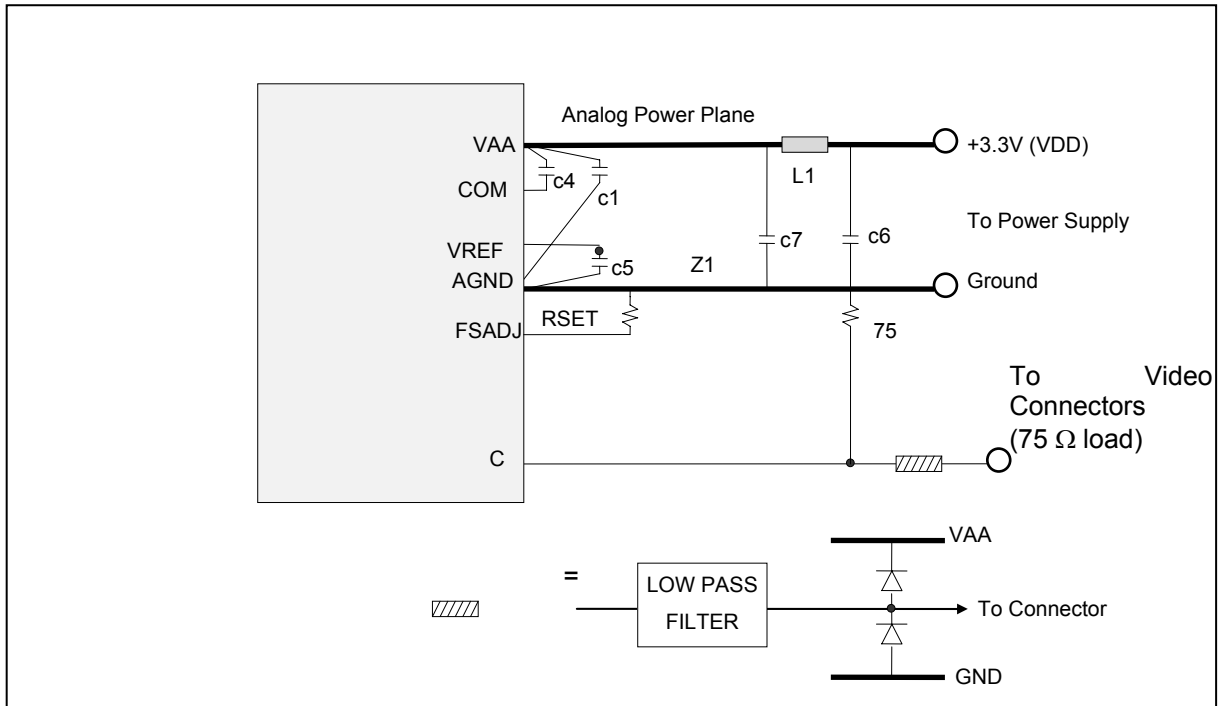 Analog Power Plane
VAA
+3.3V (VDD)
L1
c4
COM
c1
To Power Supply
VREF
c7
c6
c5
Z1
AGND
Ground
RSET
FSADJ
75
To Video
Connectors
(75 Ω load)
C
VAA
=
LOW PASS
FILTER
To Connector
GND